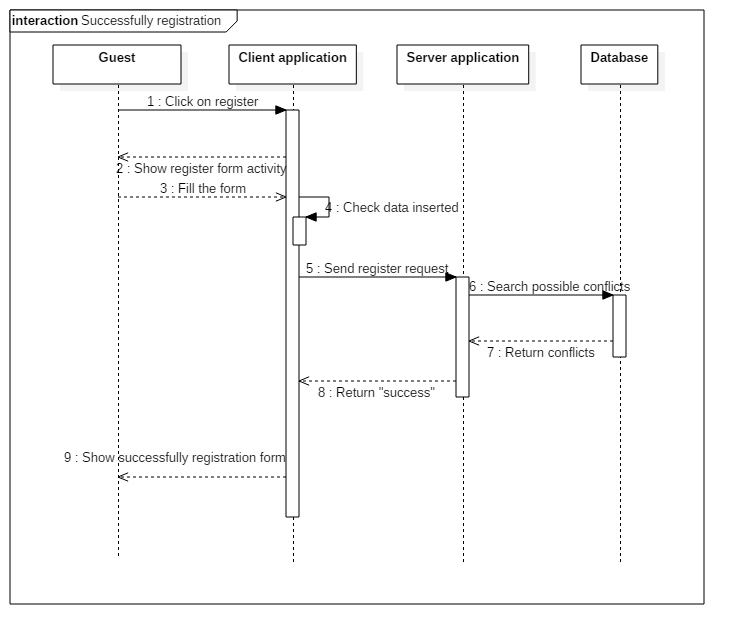 interaction Successfully registration
Guest
Client application
Server application
Database
1 : Click on register
2 : Show register form activity
3 : Fill the form
4 : Check data inserted
5 : Send register request
6 : Search possible conflicts
7 : Return conflicts
8 : Return "success"
9 : Show successfully registration form